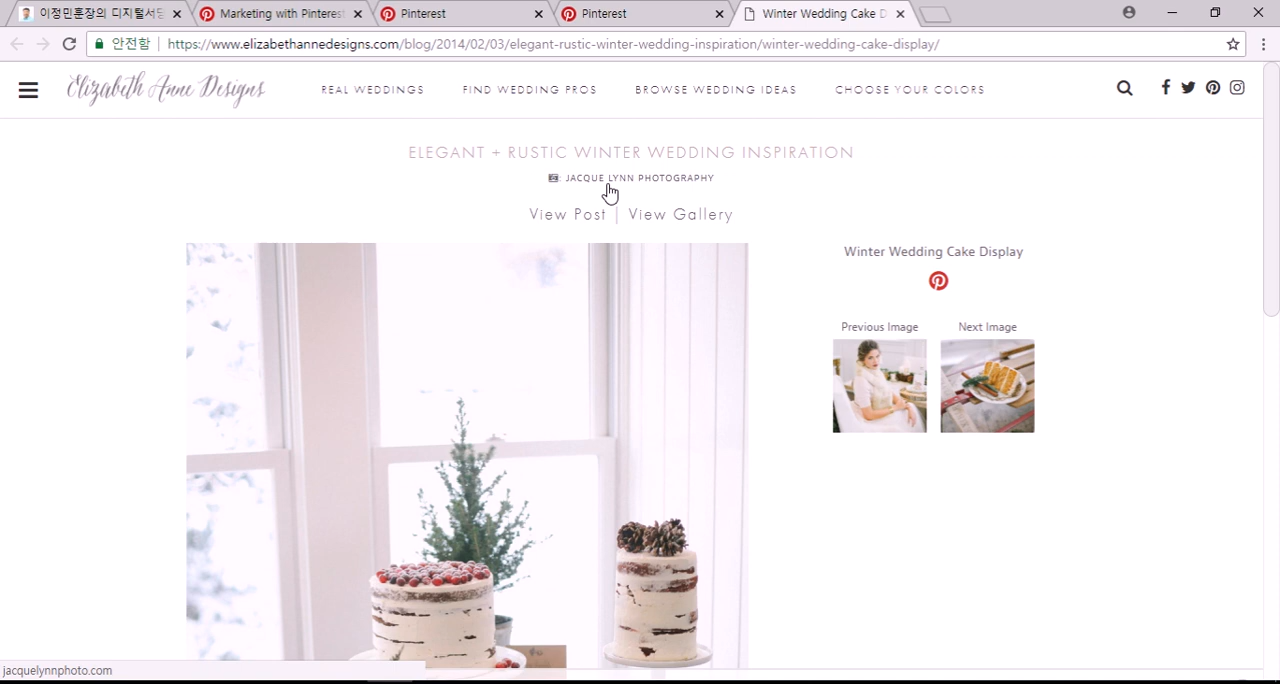 이정민훈장의 디지털서당
Marketing with Pinterest
Pinterest
Pinterest
Winter Wedding Cake D
안전함
https://www.elizabethannedesigns.com/blog/2014/02/03/elegant-rustic-winter-wedding-inspiration/winter-wedding-cake-display/
Elizabeth Anne Designs
REAL WEDDINGS
FIND WEDDING PROS
BROWSE WEDDING IDEAS
CHOOSE YOUR COLORS
ELEGANT + RUSTIC WINTER WEDDING INSPIRATION
: JACQUE LYNN PHOTOGRAPHY
View Post | View Gallery
Winter Wedding Cake Display
Previous Image
Next Image
jacquelynnphoto.com